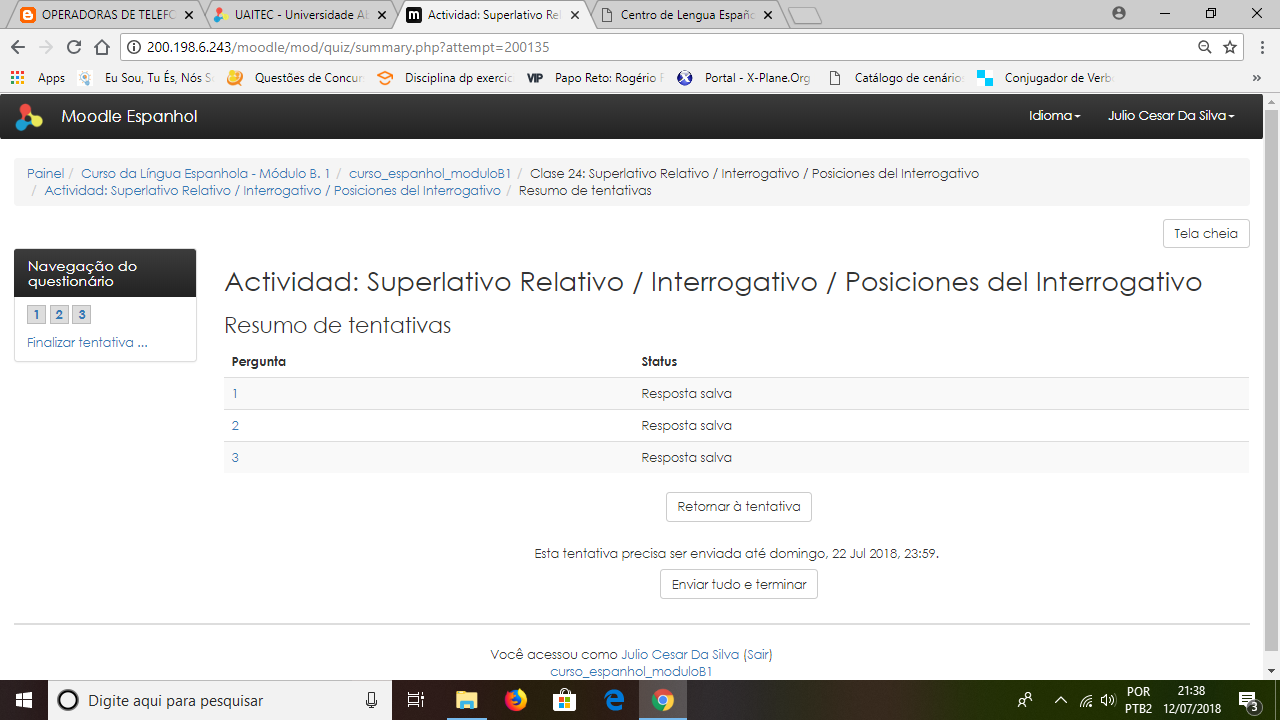 OPERADORAS DE TELEFO
UAITEC - Universidade Ab
Actividad: Superlativo Rel
Centro de Lengua Españo
200.198.6.243/moodle/mod/quiz/summary.php?attempt=200135
Apps
Eu Sou, Tu És, Nós S
Questões de Concur
Disciplina dp exercic
VIP
Papo Reto: Rogério F
Portal - X-Plane.Org
Catálogo de cenário
Conjugador de Verb
»
Moodle Espanhol
Idioma
Julio Cesar Da Silva
Painel / Curso da Língua Espanhola - Módulo B. 1 / curso_espanhol_moduloB1 / Clase 24: Superlativo Relativo / Interrogativo / Posiciones del Interrogativo
/ Actividad: Superlativo Relativo / Interrogativo / Posiciones del Interrogativo / Resumo de tentativas
Tela cheia
Navegação do
questionário
1 2 3
Finalizar tentativa ...
Actividad: Superlativo Relativo / Interrogativo / Posiciones del Interrogativo
Resumo de tentativas
Pergunta Status
1 Resposta salva
2 Resposta salva
3 Resposta salva
Retornar à tentativa
Esta tentativa precisa ser enviada até domingo, 22 Jul 2018, 23:59.
Enviar tudo e terminar
Você acessou como Julio Cesar Da Silva (Sair)
curso_espanhol_moduloB1
Digite aqui para pesquisar
POR
PTB2
21:38
12/07/2018
3